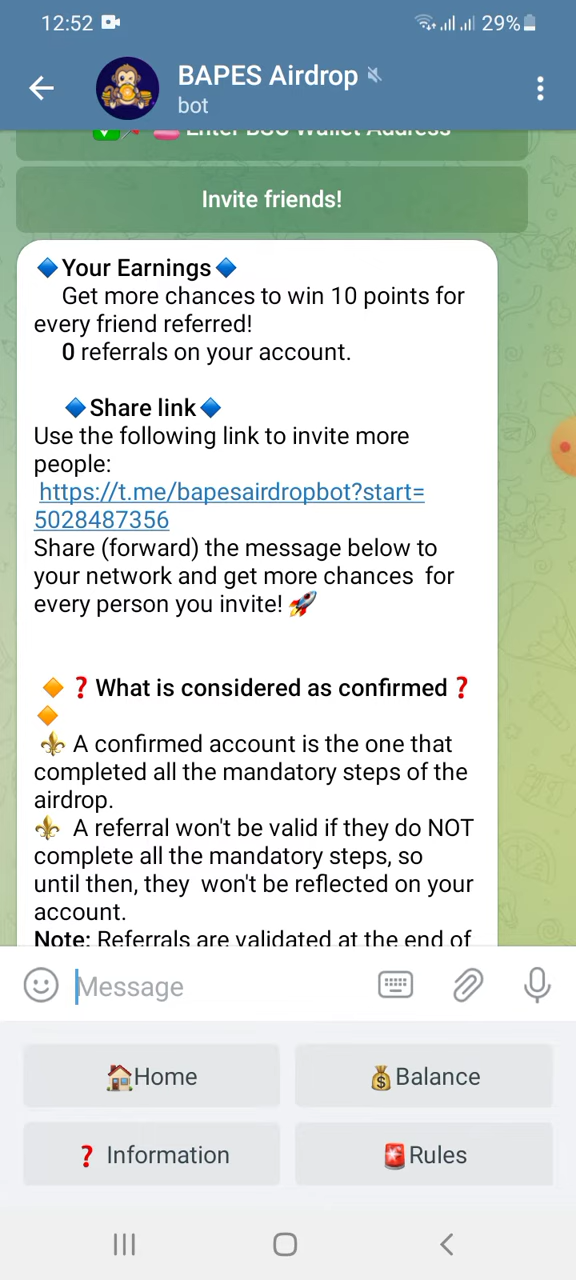 12:52 29%
BAPES Airdrop
bot
Enter BSC Wallet Address
Invite friends!
🔷Your Earnings🔷
Get more chances to win 10 points for
every friend referred!
0 referrals on your account.
🔷Share link🔷
Use the following link to invite more
people:
https://t.me/bapesairdropbot?start=
5028487356
Share (forward) the message below to
your network and get more chances for
every person you invite! 🚀
🔶❓What is considered as confirmed❓
🔶
⚜️ A confirmed account is the one that
completed all the mandatory steps of the
airdrop.
⚜️ A referral won't be valid if they do NOT
complete all the mandatory steps, so
until then, they won't be reflected on your
account.
Note: Referrals are validated at the end of
Message
🏠Home 💰Balance
❓ Information 🚨Rules